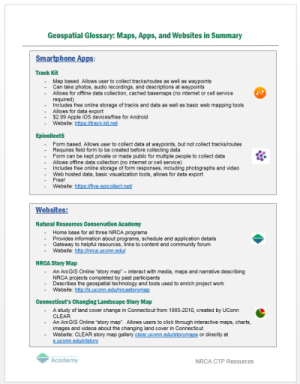 Geospatial Glossary: Maps, Apps, and Websites in Summary
Smartphone Apps:
Track Kit
- Map based. Allows user to collect tracks/routes as well as waypoints
- Can take photos, audio recordings, and descriptions at waypoints
- Allows for offline data collection, cached basemaps (no internet or cell service
required)
- Includes free online storage of tracks and data as well as basic web mapping tools
- Allows for data export
- $2.99 Apple iOS devices/free for Android
- Website: https://track-kit.net
Epicollect5
- Form based. Allows user to collect data at waypoints, but not collect tracks/routes
- Requires field form to be created before collecting data
- Form can be kept private or made public for multiple people to collect data
- Allows offline data collection (no internet or cell service)
- Includes free online storage of form responses, including photographs and video
- Web hosted data, basic visualization tools, allows for data export
- Free!
- Website: https://five.epicollect.net/
Websites:
Natural Resources Conservation Academy
- Home base for all three NRCA programs
- Provides information about programs, schedule and application details
- Gateway to helpful resources, links to content and community forum
- Website: http://nrca.uconn.edu/
NRCA Story Map
- An ArcGIS Online "story map" – interact with media, maps and narrative describing
NRCA projects completed by past participants
- Describes the geospatial technology and tools used to enrich project work
- Website: http://s.uconn.edu/nrcastorymap
Connecticut's Changing Landscape Story Map
- A study of land cover change in Connecticut from 1985-2010, created by UConn
CLEAR
- An ArcGIS Online "story map". Allows users to click through interactive maps, charts,
images and videos about the changing land cover in Connecticut
- Website: CLEAR story map gallery clear.uconn.edu/storymaps or directly at
s.uconn.edu/ctstory
Academy
NRCA CTP Resources